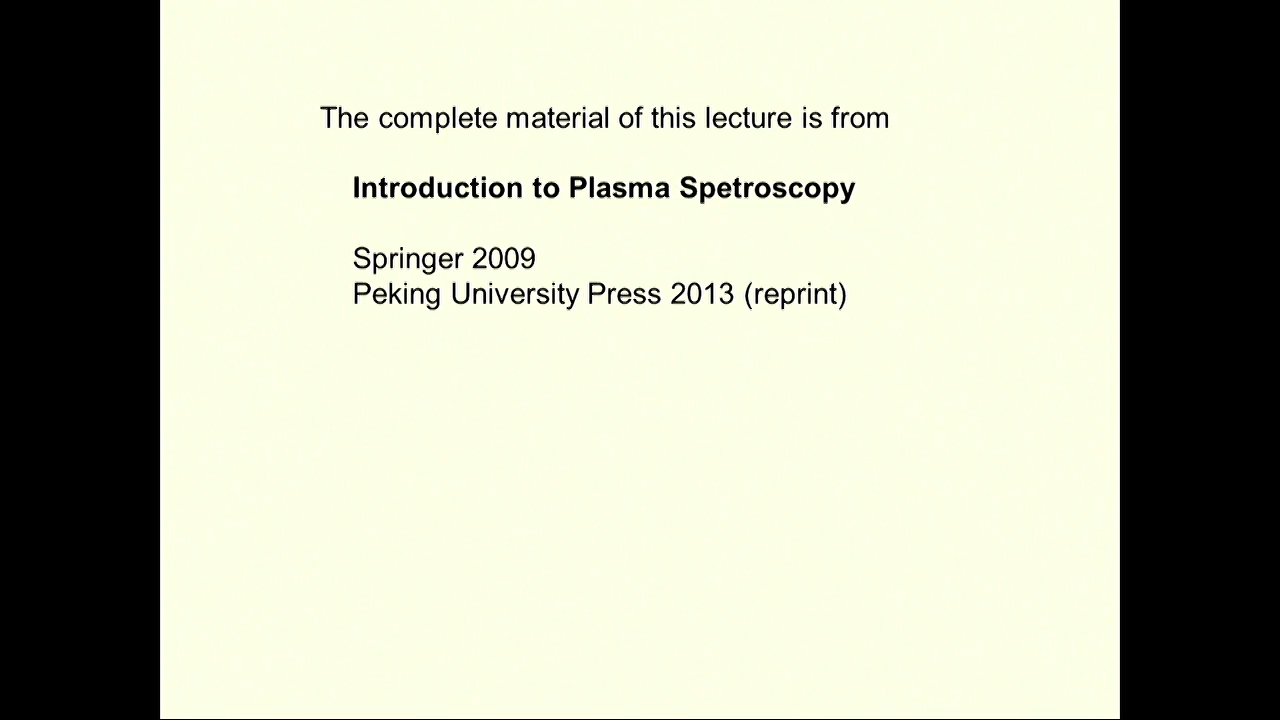 The complete material of this lecture is from
Introduction to Plasma Spetroscopy
Springer 2009
Peking University Press 2013 (reprint)